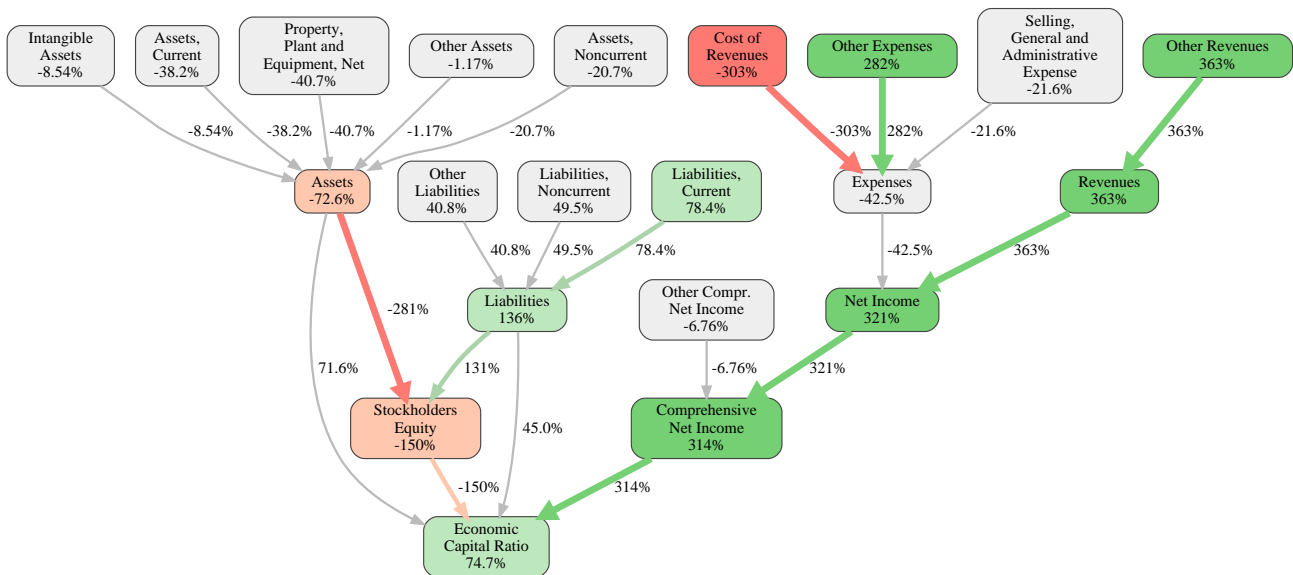 Intangible
Assets
-8.54%
Assets,
Current
-38.2%
Property,
Plant and
Equipment, Net
-40.7%
Other Assets
-1.17%
Assets,
Noncurrent
-20.7%
Cost of
Revenues
-303%
Other Expenses
282%
Selling,
General and
Administrative
Expense
-21.6%
Other Revenues
363%
-8.54%
-38.2%
-40.7%
-1.17%
-20.7%
-303%
282%
-21.6%
363%
Assets
-72.6%
Other
Liabilities
40.8%
Liabilities,
Noncurrent
49.5%
Liabilities,
Current
78.4%
Expenses
-42.5%
Revenues
363%
40.8%
49.5%
78.4%
-42.5%
363%
-281%
Liabilities
136%
Other Compr.
Net Income
-6.76%
Net Income
321%
71.6%
131%
-6.76%
321%
Stockholders
Equity
-150%
45.0%
Comprehensive
Net Income
314%
-150%
314%
Economic
Capital Ratio
74.7%